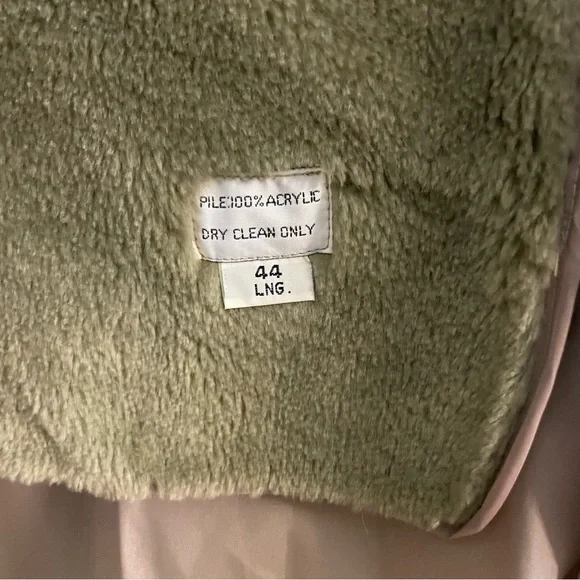 PILE:100% ACRYLIC
DRY CLEAN ONLY
44
LNG.